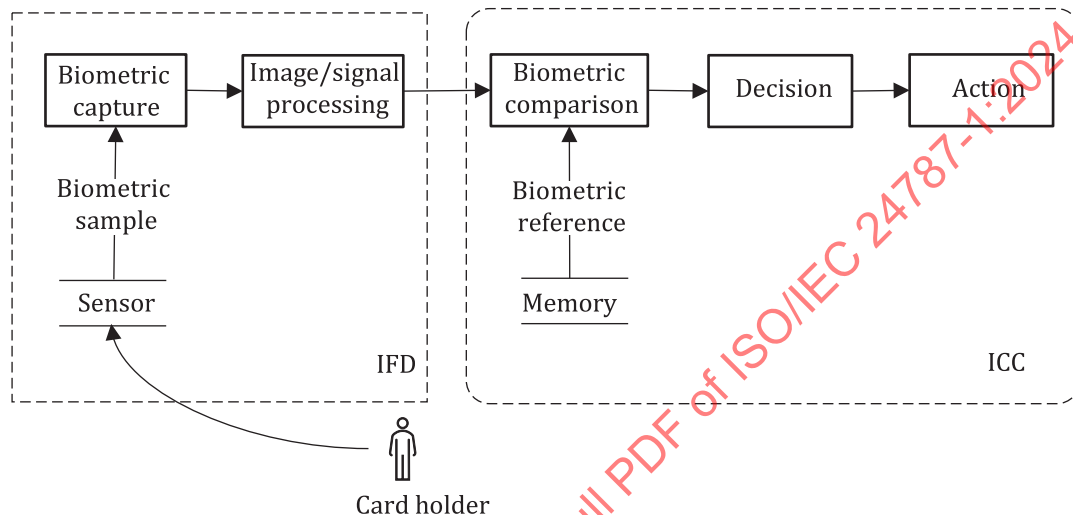 Biometric
capture
Image/signal
processing
Biometric
comparison
Decision
Action
Biometric
sample
Biometric
reference
Sensor
Memory
IFD
ICC
Card holder
ll PDF of ISO/IEC 24787-1:2024